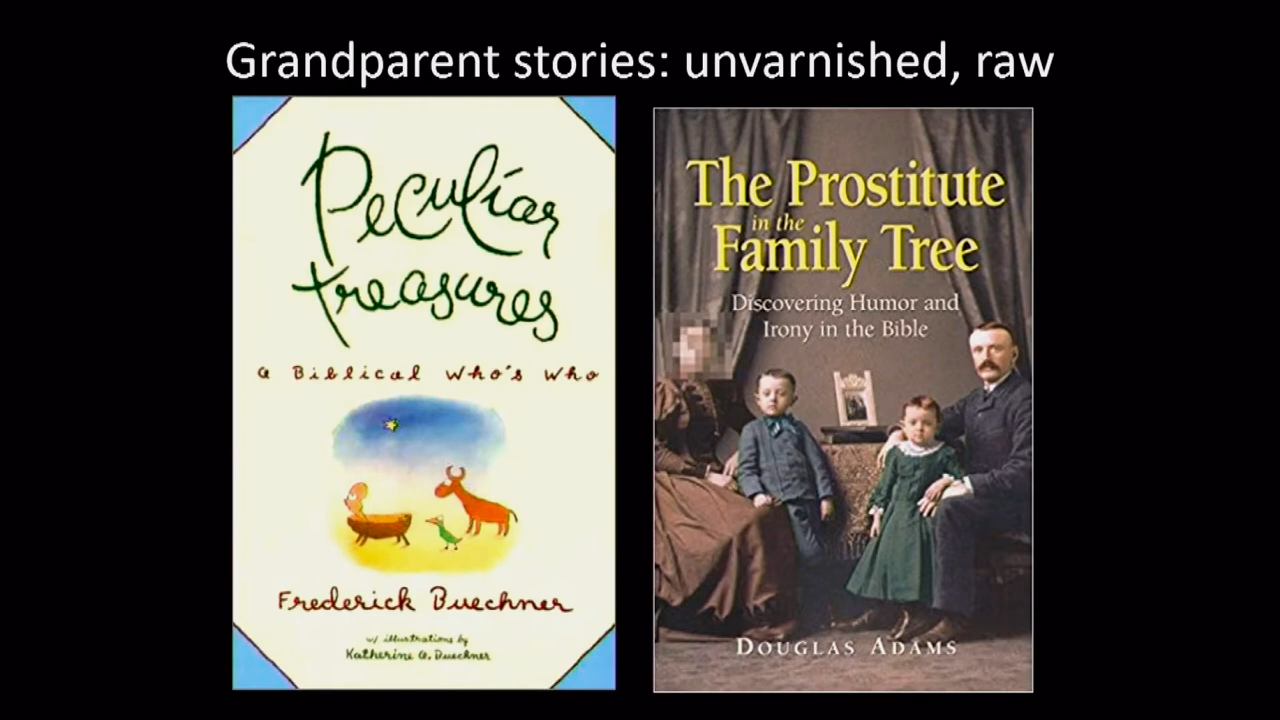 Grandparent stories: unvarnished, raw
Peculiar
treasures
a Biblical Who's Who
Frederick Buechner
w/ illustrations by
Katherine A. Buechner
The Prostitute
in the
Family Tree
Discovering Humor and
Irony in the Bible
DOUGLAS ADAMS